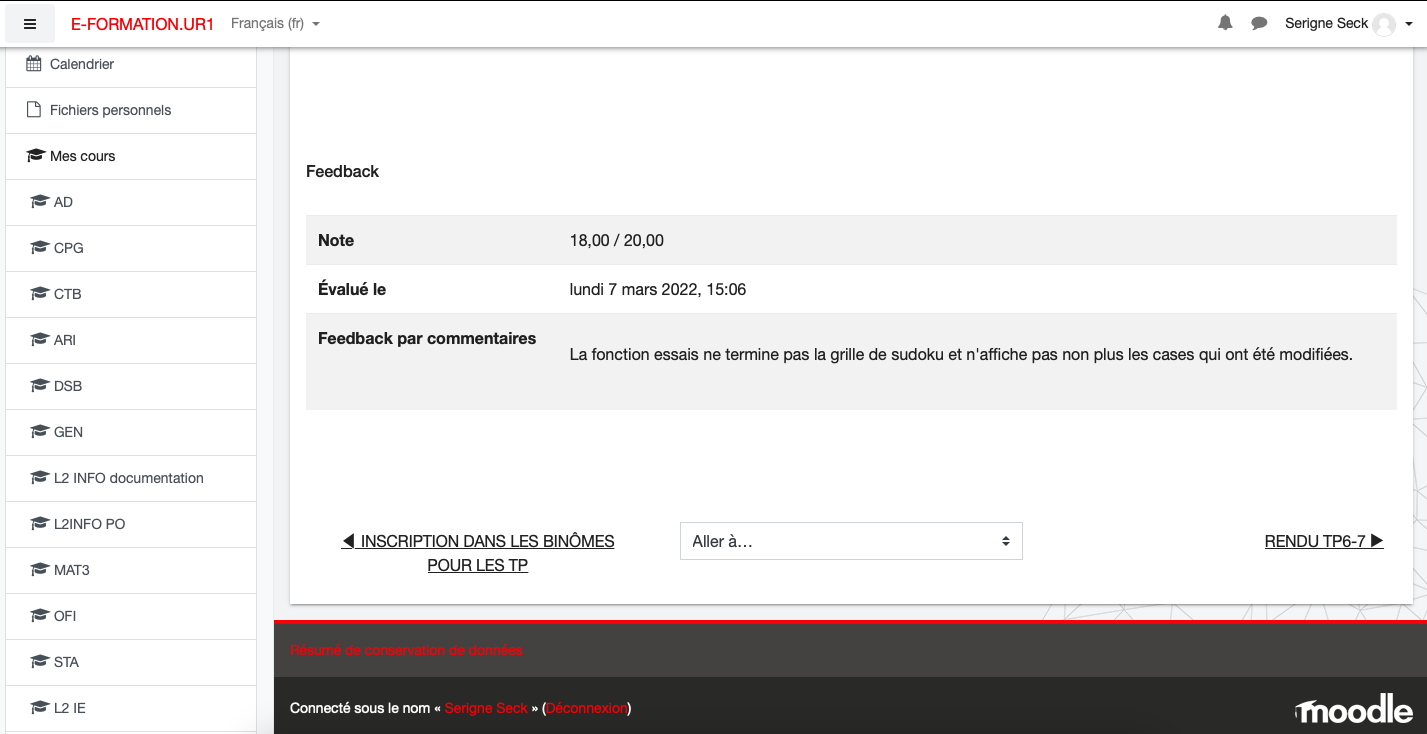 E-FORMATION.UR1 Français (fr) Serigne Seck
Calendrier
Fichiers personnels
Mes cours
AD
CPG
CTB
ARI
DSB
GEN
L2 INFO documentation
L2INFO PO
MAT3
OFI
STA
L2 IE
Feedback
Note 18,00 / 20,00
Évalué le lundi 7 mars 2022, 15:06
Feedback par commentaires La fonction essais ne termine pas la grille de sudoku et n'affiche pas non plus les cases qui ont été modifiées.
◀ INSCRIPTION DANS LES BINÔMES
POUR LES TP
Aller à…
RENDU TP6-7 ▶
Résumé de conservation de données
Connecté sous le nom « Serigne Seck » (Déconnexion)
moodle